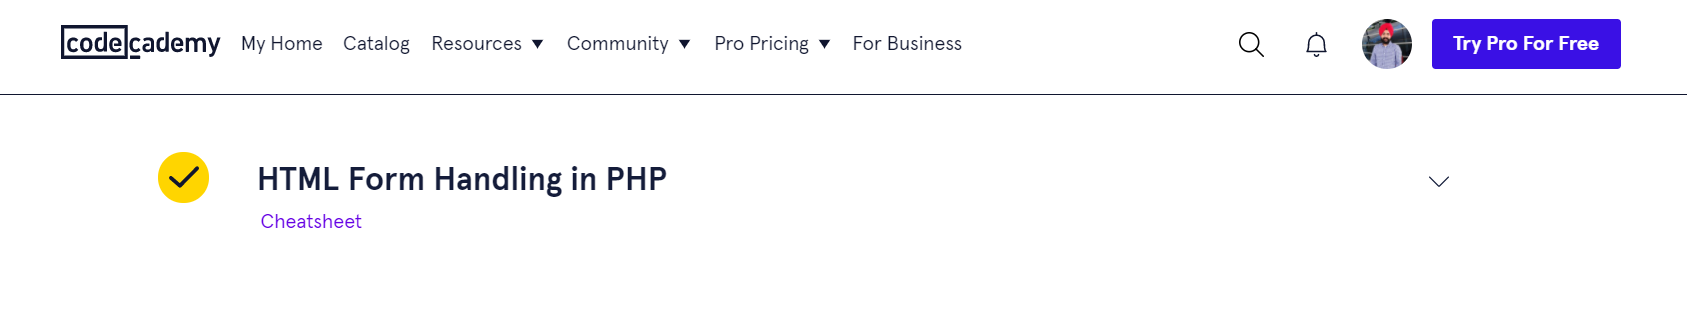 codecademy My Home Catalog Resources Community Pro Pricing For Business Try Pro For Free
HTML Form Handling in PHP
Cheatsheet